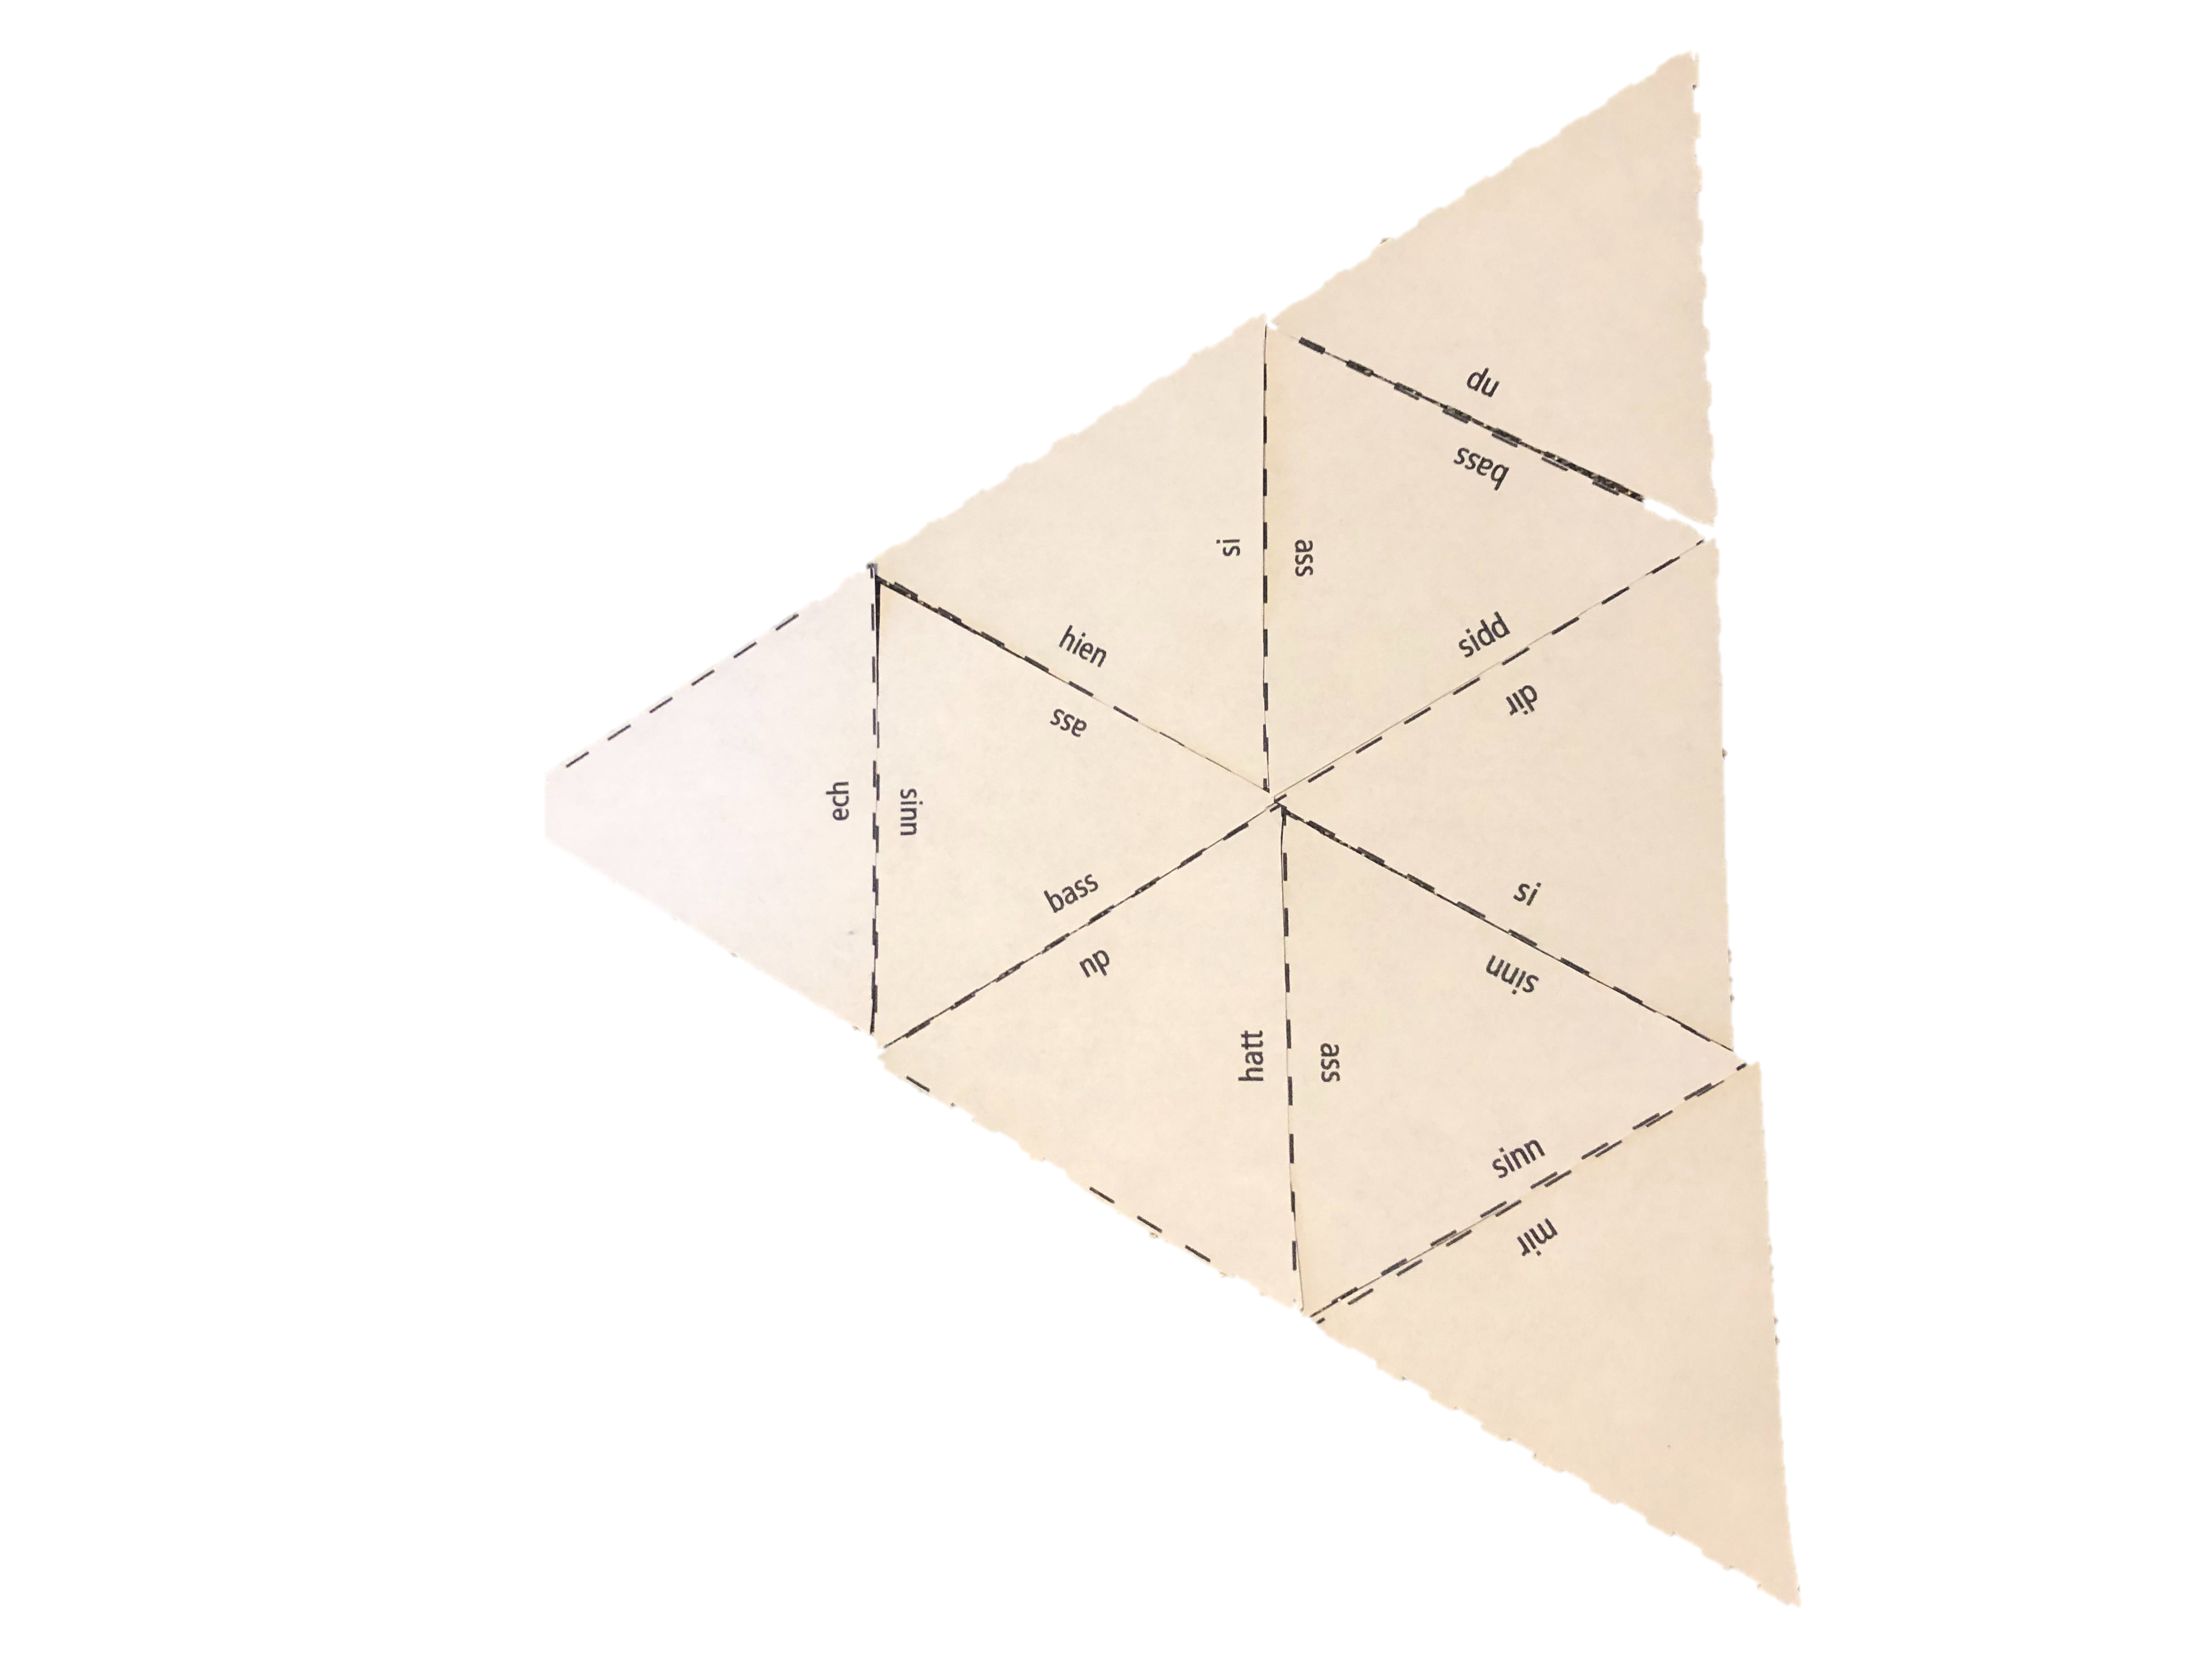 du
bass
si
ass
hien
ass
sidd
dir
ech
sinn
bass
du
si
sinn
hatt
ass
sinn
mir